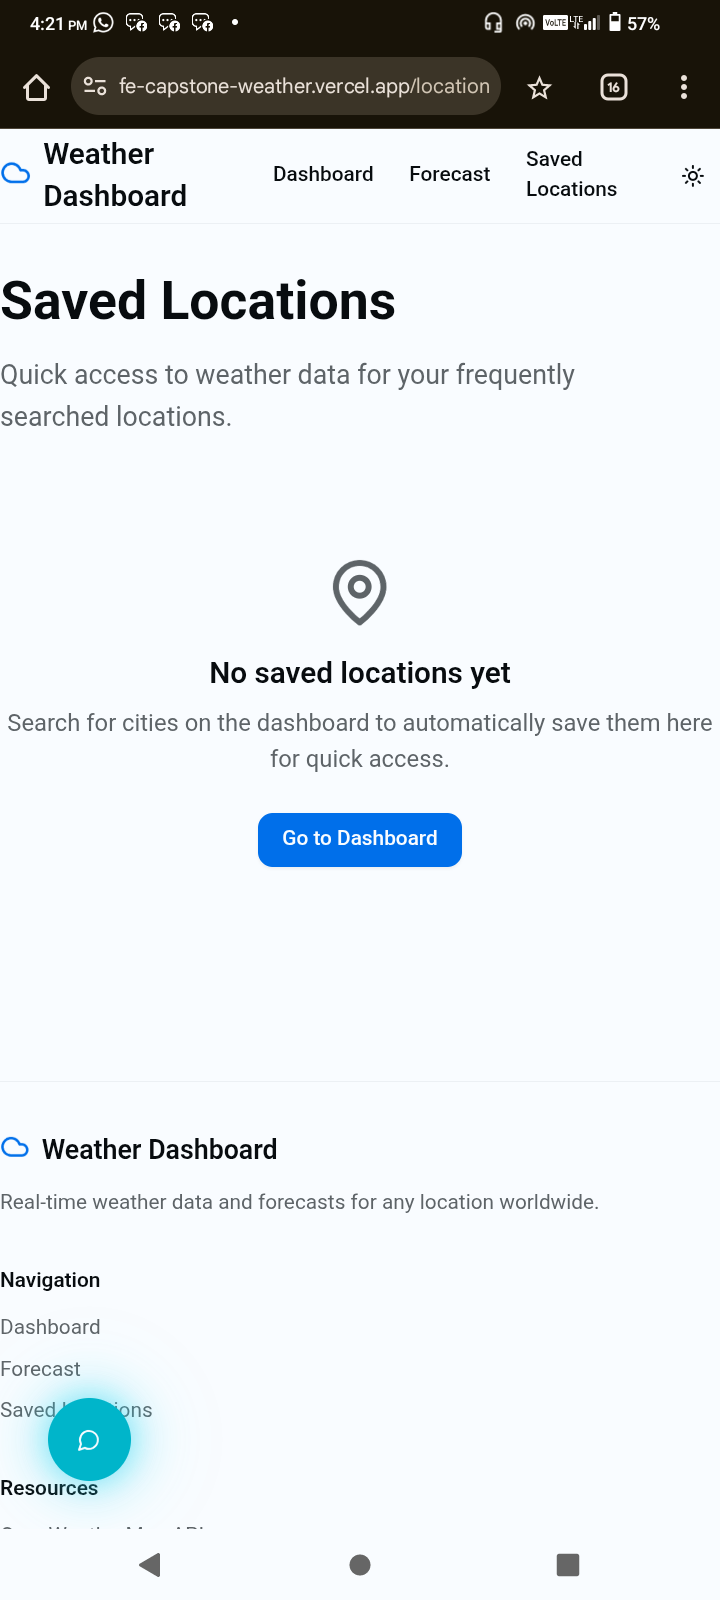 4:21 PM
VoLTE LTE 57%
fe-capstone-weather.vercel.app/location
16
Weather
Dashboard
Dashboard
Forecast
Saved
Locations
Saved Locations
Quick access to weather data for your frequently
searched locations.
No saved locations yet
Search for cities on the dashboard to automatically save them here
for quick access.
Go to Dashboard
Weather Dashboard
Real-time weather data and forecasts for any location worldwide.
Navigation
Dashboard
Forecast
Saved
Resources